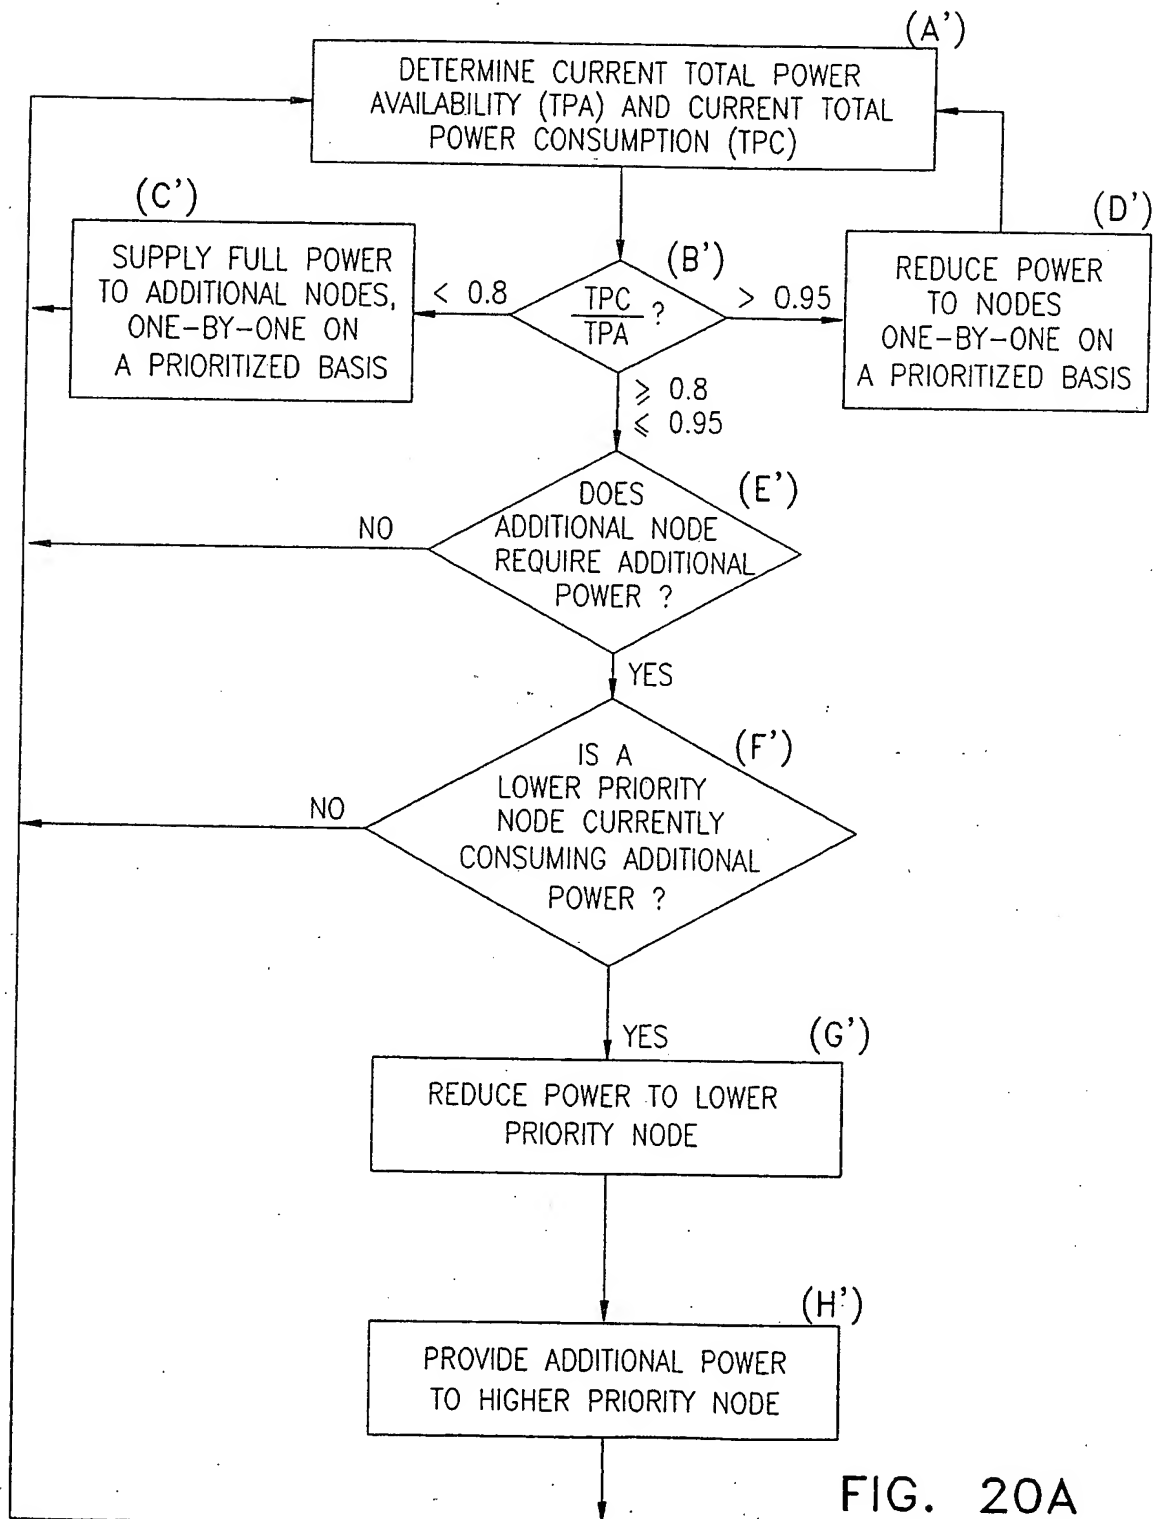 (A')
DETERMINE CURRENT TOTAL POWER
AVAILABILITY (TPA) AND CURRENT TOTAL
POWER CONSUMPTION (TPC)
(C')
SUPPLY FULL POWER
TO ADDITIONAL NODES,
ONE-BY-ONE ON
A PRIORITIZED BASIS
< 0.8
(B')
TPC
TPA
?
> 0.95
(D')
REDUCE POWER
TO NODES
ONE-BY-ONE ON
A PRIORITIZED BASIS
⩾ 0.8
⩽ 0.95
(E')
DOES
ADDITIONAL NODE
REQUIRE ADDITIONAL
POWER ?
NO
YES
(F')
IS A
LOWER PRIORITY
NODE CURRENTLY
CONSUMING ADDITIONAL
POWER ?
NO
YES
(G')
REDUCE POWER TO LOWER
PRIORITY NODE
(H')
PROVIDE ADDITIONAL POWER
TO HIGHER PRIORITY NODE
FIG. 20A